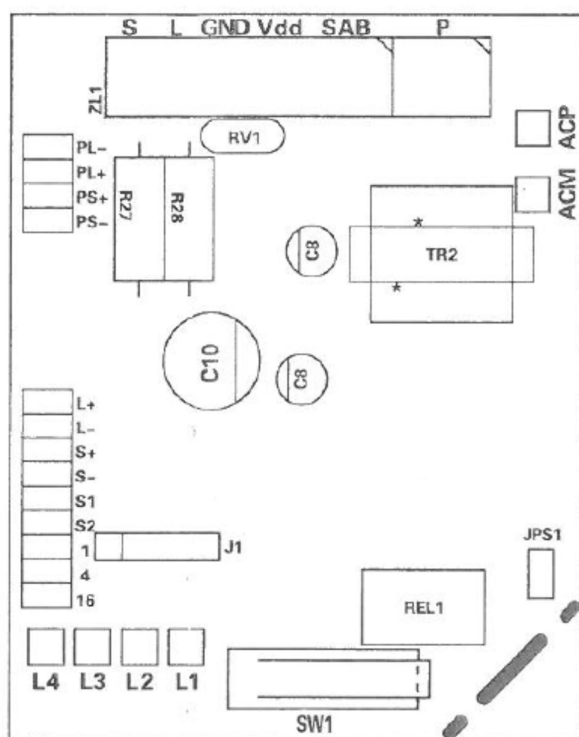 S L GND Vdd SAB P
ZL1
RV1
ACP
PL-
PL+
PS+
PS-
R27
R28
ACM
C8
*
TR2
*
C10
C8
L+
L-
S+
S-
S1
S2
1
J1
4
16
JPS1
REL1
L4 L3 L2 L1
SW1